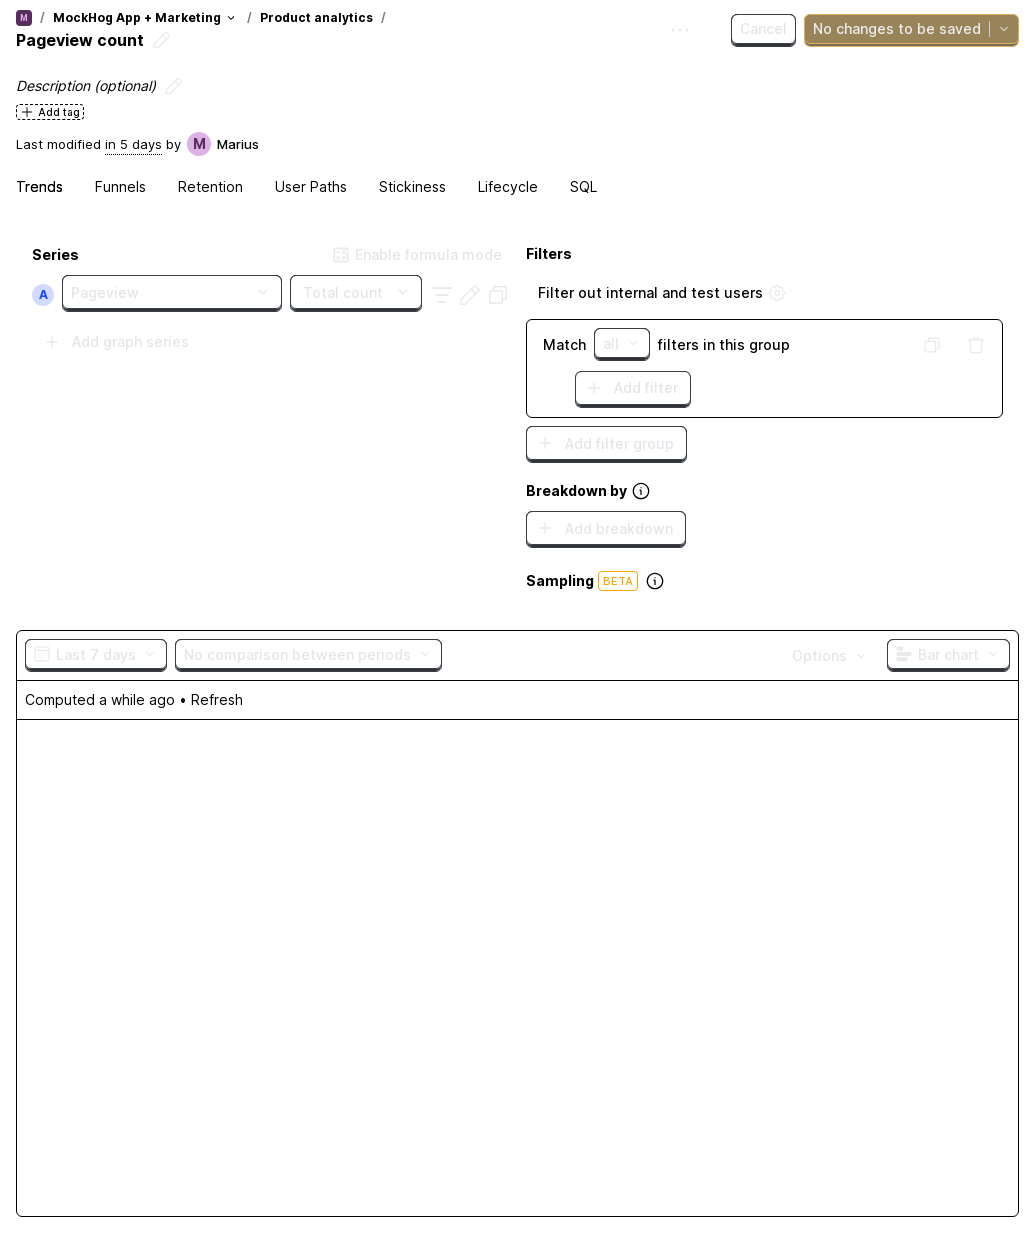 M / MockHog App + Marketing / Product analytics /
Pageview count
Cancel
No changes to be saved
Description (optional)
Add tag
Last modified in 5 days by M Marius
Trends Funnels Retention User Paths Stickiness Lifecycle SQL
Series
Enable formula mode
A Pageview Total count
Add graph series
Filters
Filter out internal and test users
Match all filters in this group
Add filter
Add filter group
Breakdown by
Add breakdown
Sampling BETA
Last 7 days No comparison between periods Options Bar chart
Computed a while ago • Refresh